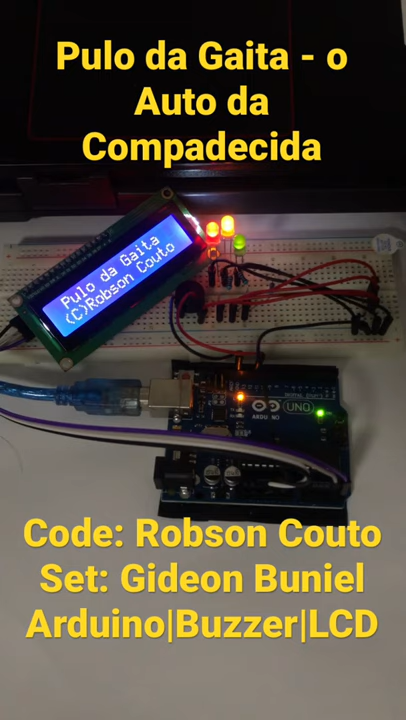 Pulo da Gaita - o
Auto da
Compadecida
Pulo da Gaita
(C)Robson Couto
UNO
ARDUINO
Code: Robson Couto
Set: Gideon Buniel
Arduino|Buzzer|LCD